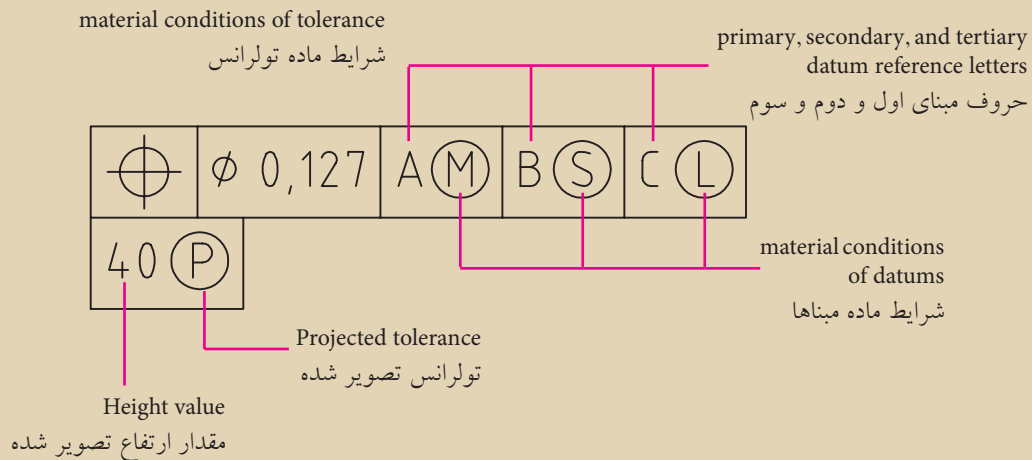 material conditions of tolerance
شرایط ماده تولرانس
primary, secondary, and tertiary
datum reference letters
حروف مبنای اول و دوم و سوم
⌖ ⌀ 0,127 A Ⓜ B Ⓢ C Ⓛ
40 Ⓟ
material conditions
of datums
شرایط ماده مبناها
Projected tolerance
تولرانس تصویر شده
Height value
مقدار ارتفاع تصویر شده